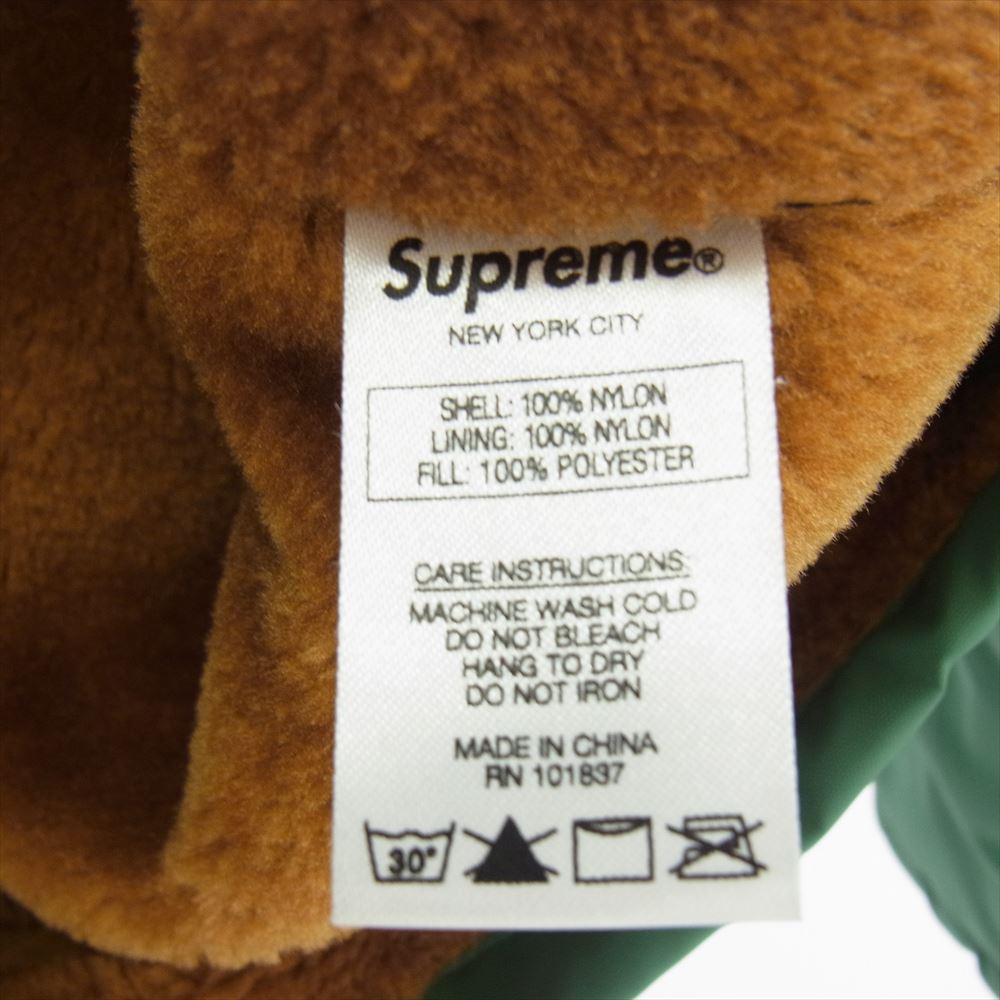 Supreme®
NEW YORK CITY
SHELL: 100% NYLON
LINING: 100% NYLON
FILL: 100% POLYESTER
CARE INSTRUCTIONS:
MACHINE WASH COLD
DO NOT BLEACH
HANG TO DRY
DO NOT IRON
MADE IN CHINA
RN 101837
30°